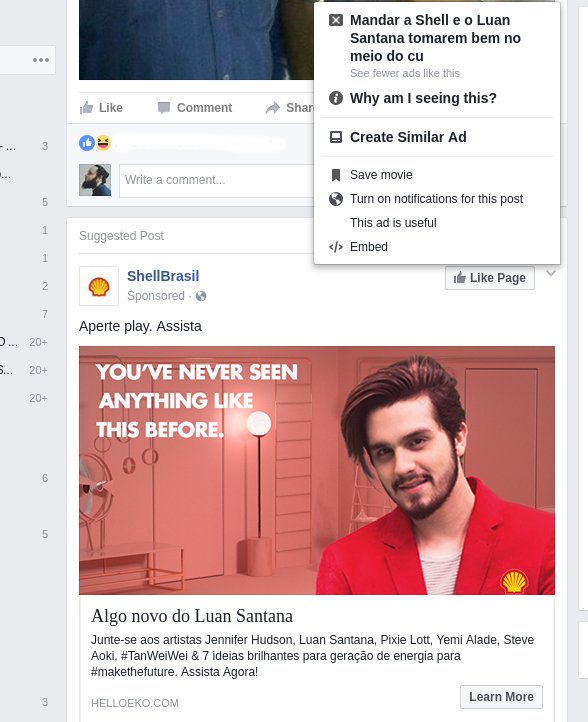 Mandar a Shell e o Luan
Santana tomarem bem no
meio do cu
See fewer ads like this
Why am I seeing this?
Create Similar Ad
Save movie
Turn on notifications for this post
This ad is useful
Embed
Like Comment Share
Write a comment...
3
5
1
1
2
7
20+
20+
20+
6
5
3
Suggested Post
ShellBrasil
Sponsored ·
Like Page
Aperte play. Assista
YOU'VE NEVER SEEN
ANYTHING LIKE
THIS BEFORE.
Algo novo do Luan Santana
Junte-se aos artistas Jennifer Hudson, Luan Santana, Pixie Lott, Yemi Alade, Steve
Aoki, #TanWeiWei & 7 ideias brilhantes para geração de energia para
#makethefuture. Assista Agora!
HELLOEKO.COM
Learn More